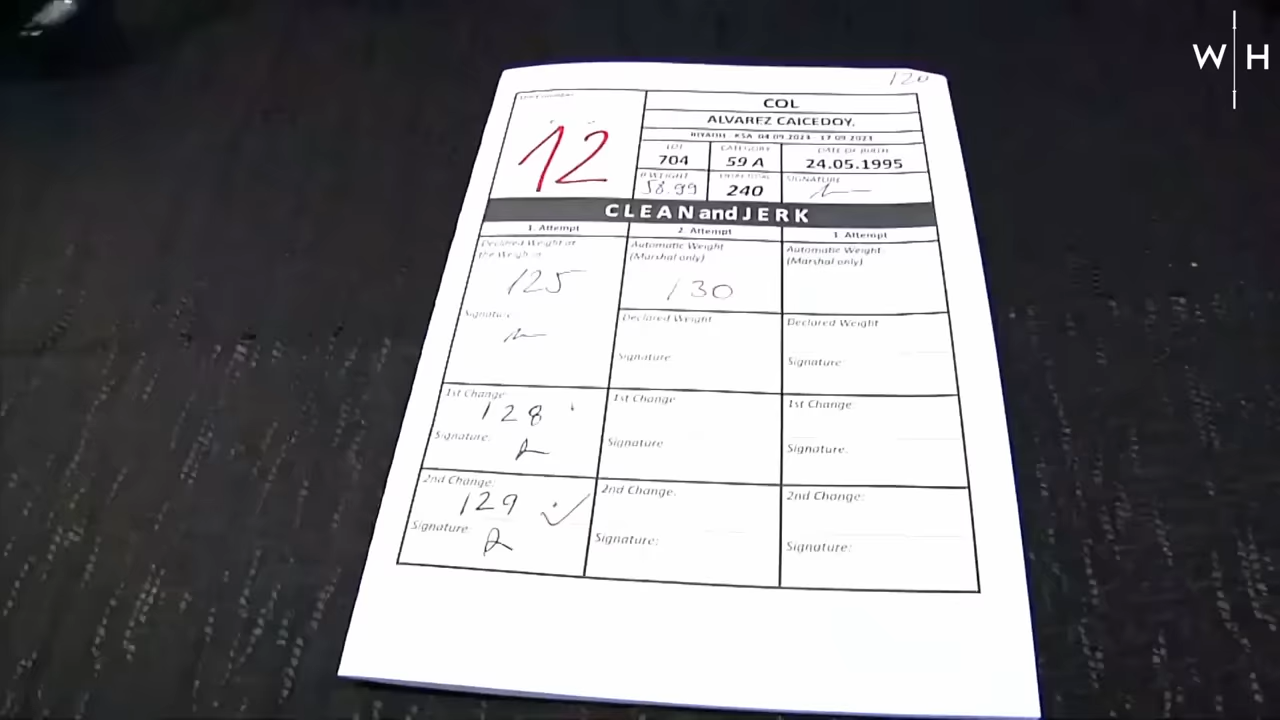 W H
120
Start number
COL
12
ALVAREZ CAICEDOY.
RIYADH - KSA 04.09.2023 - 17.09.2023
LOT CATEGORY DATE OF BIRTH
704 59 A 24.05.1995
B.WEIGHT SIGNATURE
58.99 240
CLEAN and JERK
1. Attempt 2. Attempt 3. Attempt
Declared Weight at the Weigh in Automatic Weight (Marshal only) Automatic Weight (Marshal only)
125 130
Signature: Declared Weight Declared Weight
Signature Signature
1st Change 1st Change 1st Change
128
Signature: Signature Signature:
2nd Change: 2nd Change: 2nd Change:
129
Signature Signature: Signature: